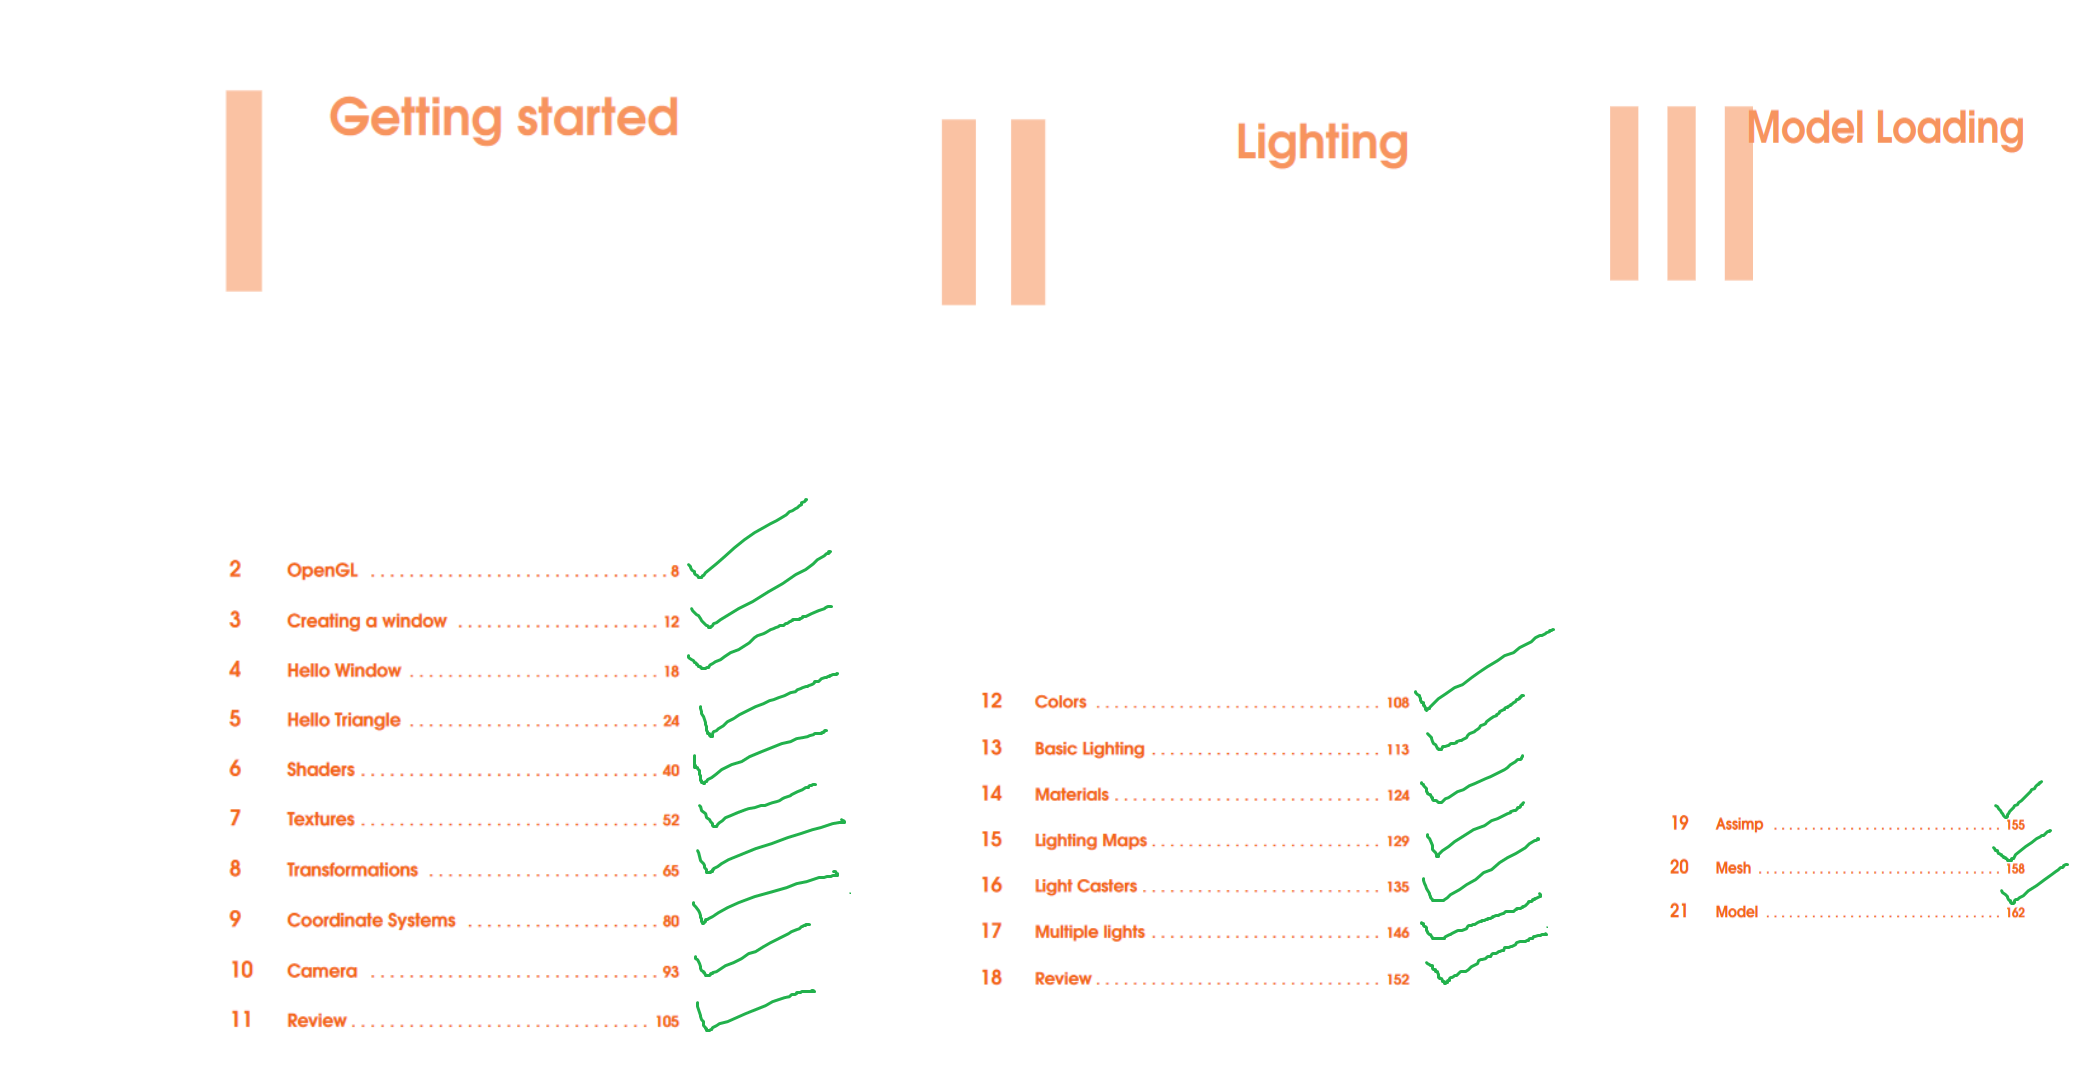 Getting started
2 OpenGL 8
3 Creating a window 12
4 Hello Window 18
5 Hello Triangle 24
6 Shaders 40
7 Textures 52
8 Transformations 65
9 Coordinate Systems 80
10 Camera 93
11 Review 105
Lighting
12 Colors 108
13 Basic Lighting 113
14 Materials 124
15 Lighting Maps 129
16 Light Casters 135
17 Multiple lights 146
18 Review 152
Model Loading
19 Assimp 155
20 Mesh 158
21 Model 162